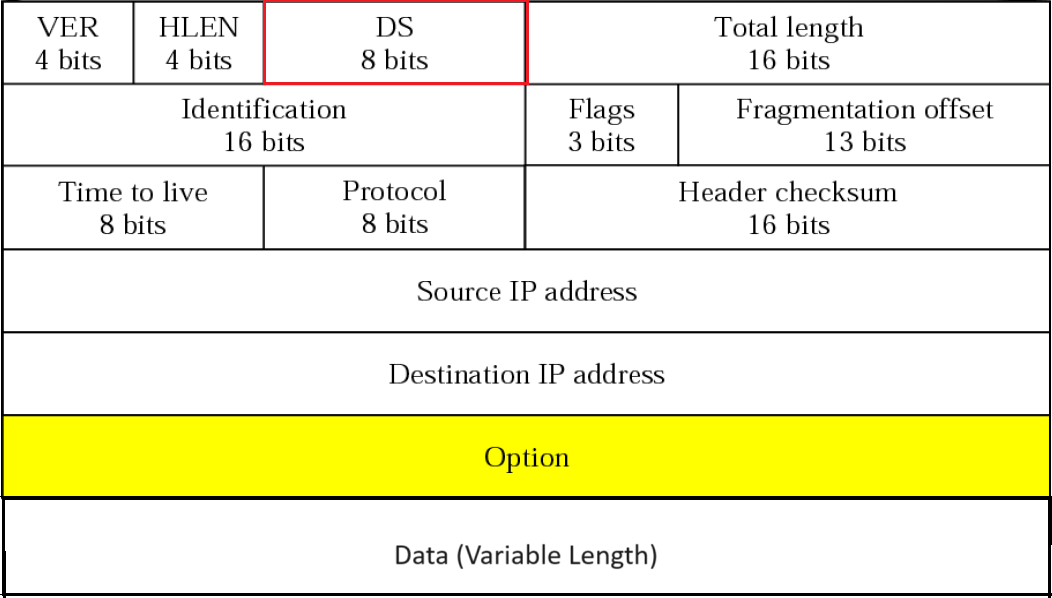 VER HLEN DS Total length
4 bits 4 bits 8 bits 16 bits
Identification Flags Fragmentation offset
16 bits 3 bits 13 bits
Time to live Protocol Header checksum
8 bits 8 bits 16 bits
Source IP address
Destination IP address
Option
Data (Variable Length)